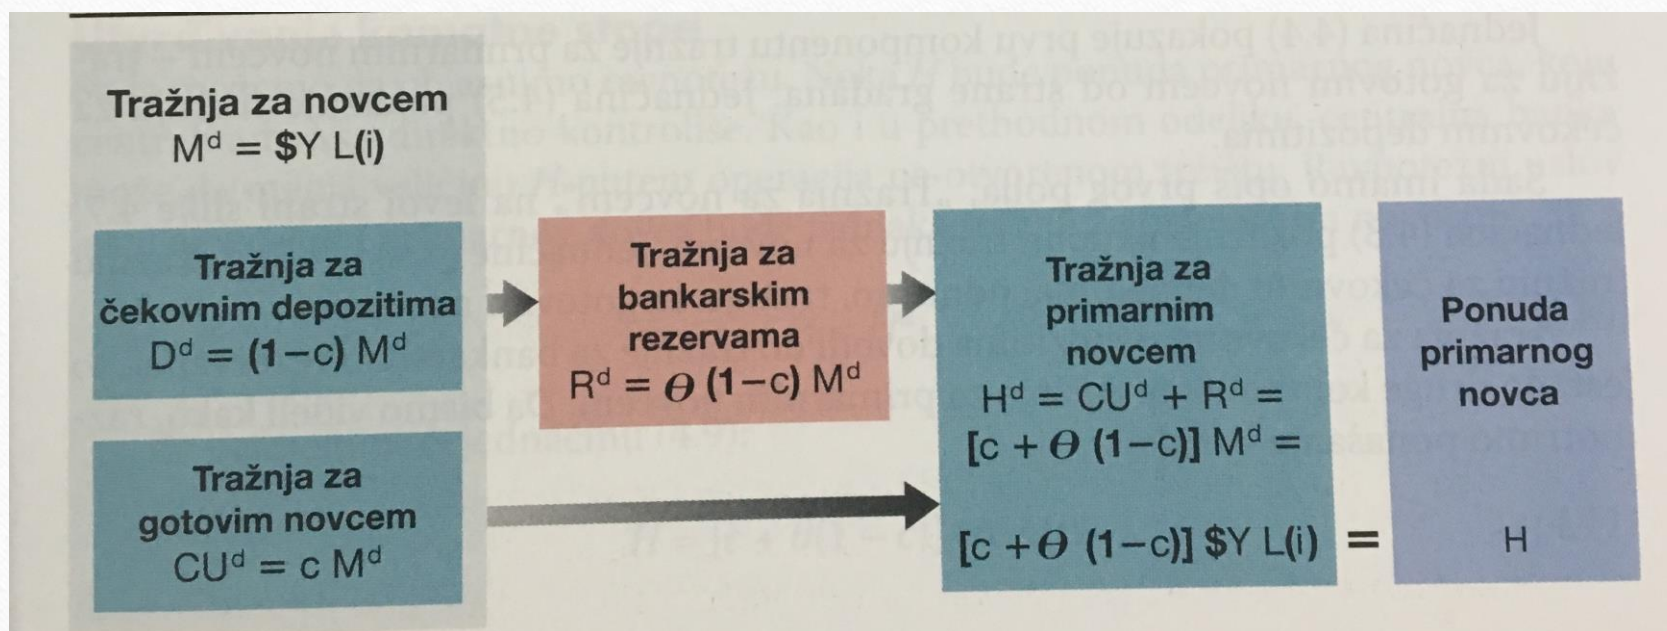 Tražnja za novcem
Mᵈ = $Y L(i)
Tražnja za
čekovnim depozitima
Dᵈ = (1–c) Mᵈ
Tražnja za
gotovim novcem
CUᵈ = c Mᵈ
Tražnja za
bankarskim
rezervama
Rᵈ = Θ (1–c) Mᵈ
Tražnja za
primarnim
novcem
Hᵈ = CUᵈ + Rᵈ =
[c + Θ (1–c)] Mᵈ =
[c + Θ (1–c)] $Y L(i) =
Ponuda
primarnog
novca
H